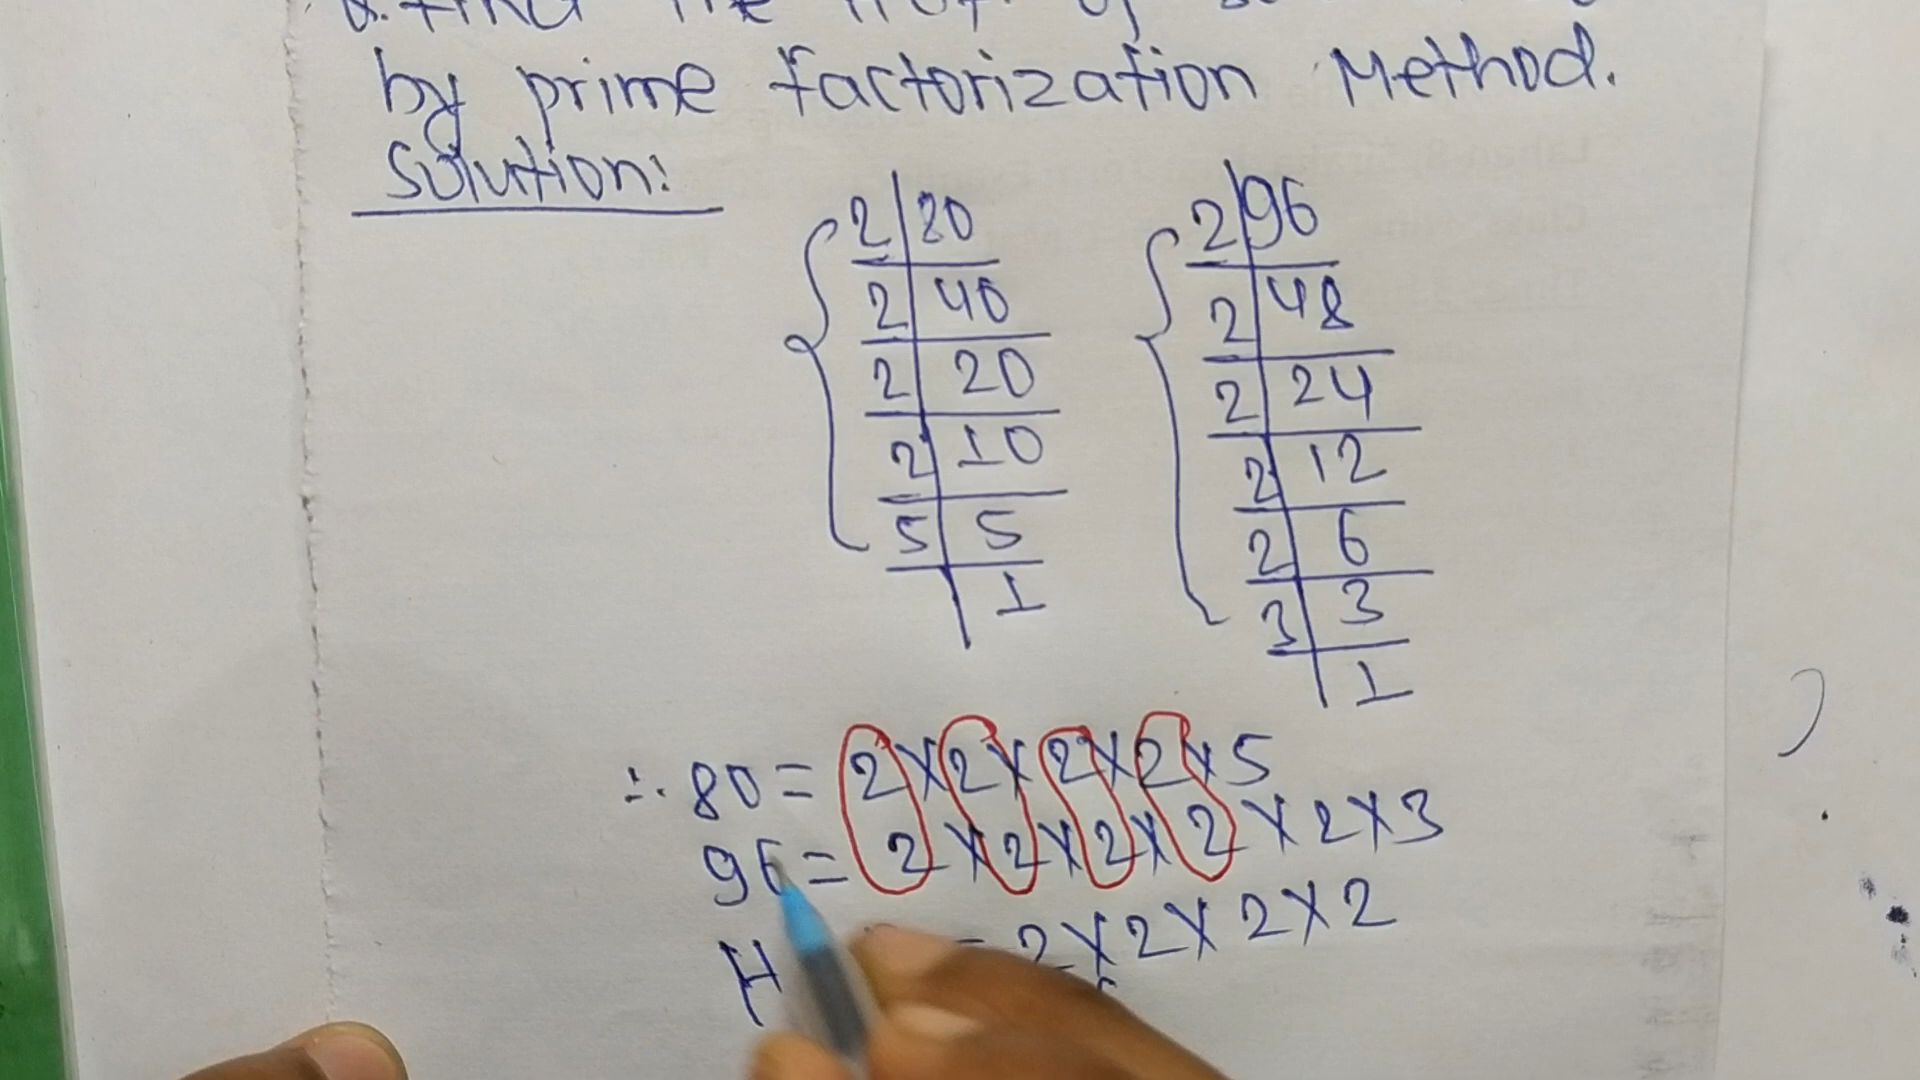 by prime factorization Method.
Solution:
2 80
2 40
2 20
2 10
5 5
1
2 96
2 48
2 24
2 12
2 6
3 3
1
∴ 80 = 2×2×2×2×5
96 = 2×2×2×2×2×3
H = 2×2×2×2